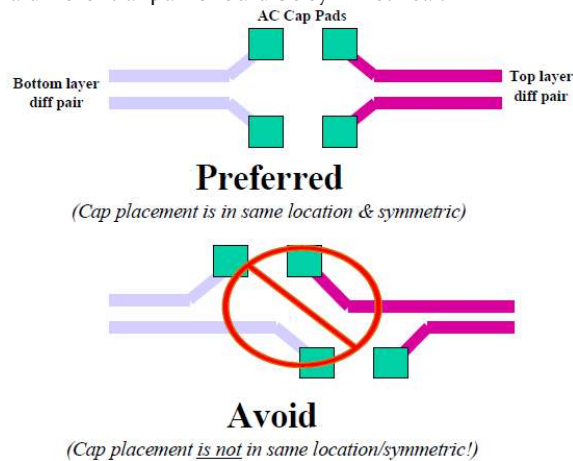 AC Cap Pads
Bottom layer
diff pair
Top layer
diff pair
Preferred
(Cap placement is in same location & symmetric)
Avoid
(Cap placement is not in same location/symmetric!)